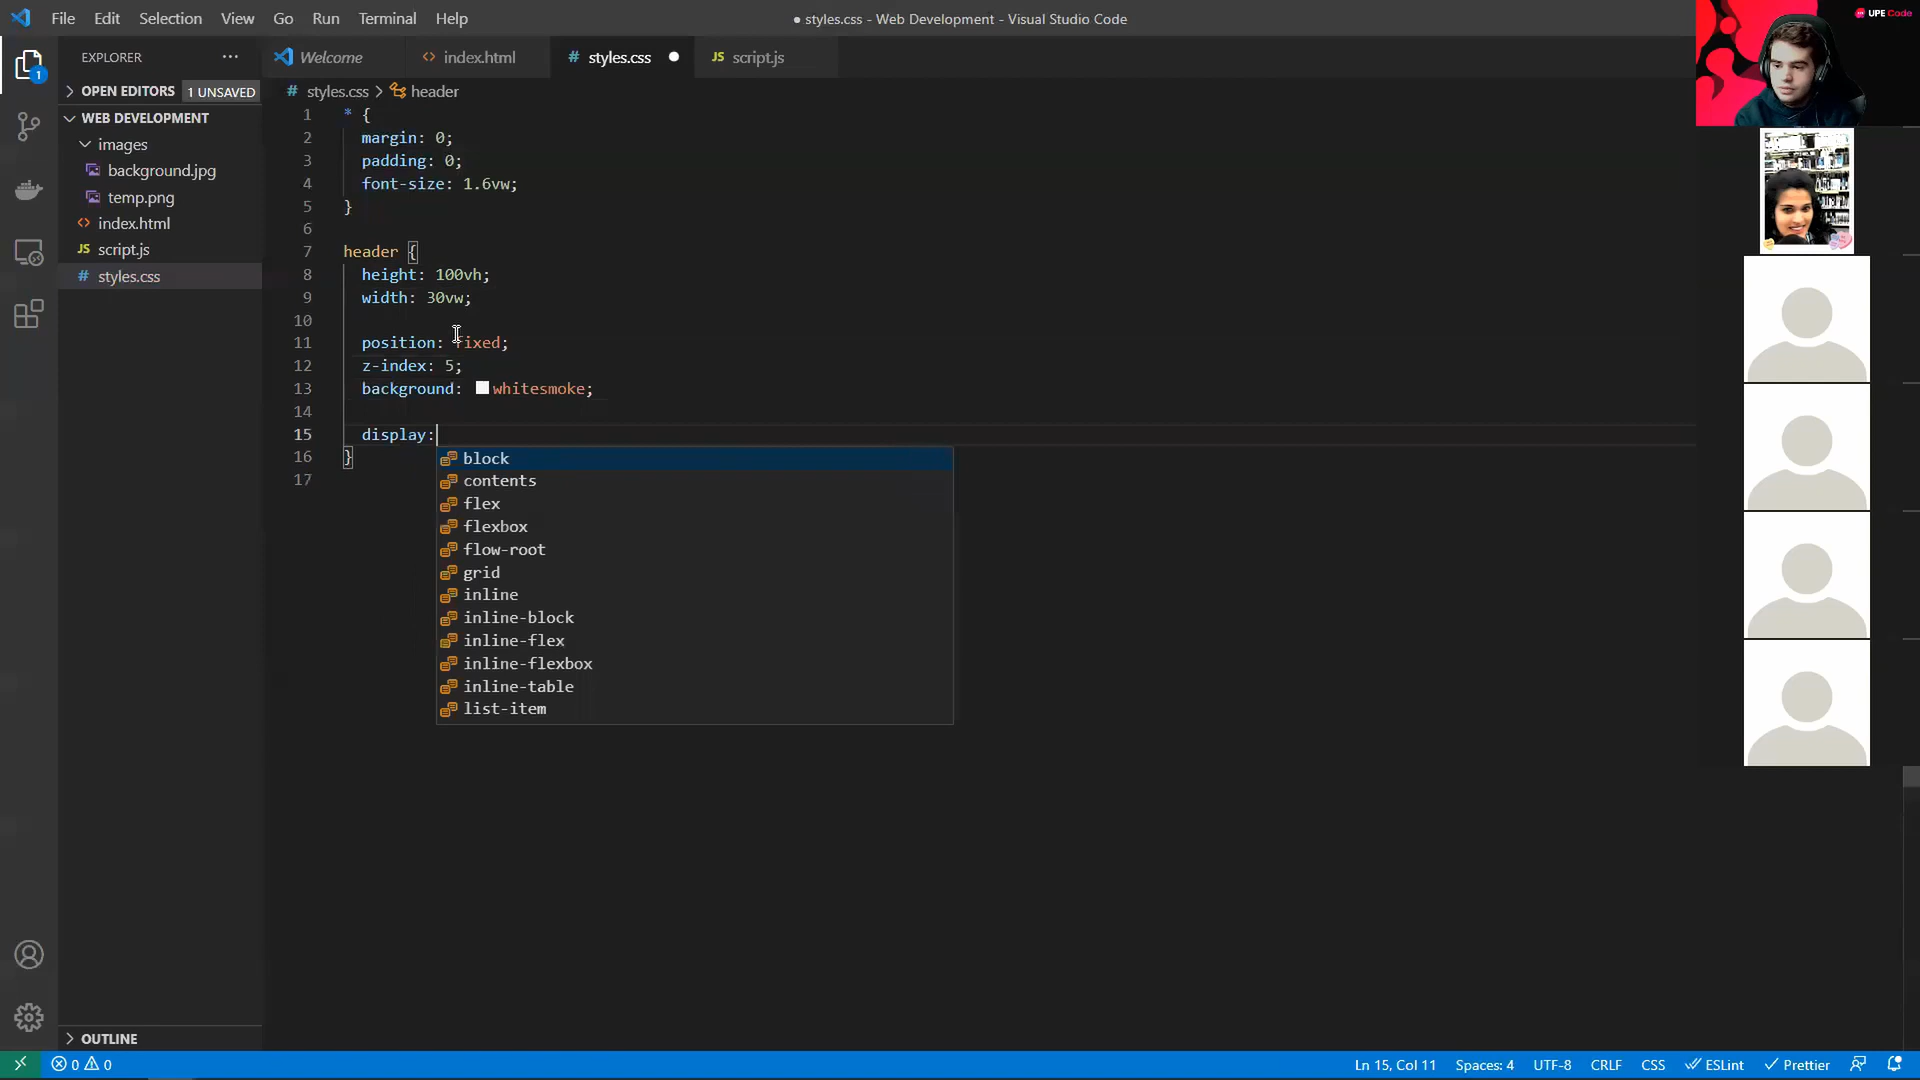 File Edit Selection View Go Run Terminal Help
● styles.css - Web Development - Visual Studio Code
UPE Code
EXPLORER ...
Welcome
<> index.html
# styles.css ●
JS script.js
> OPEN EDITORS 1 UNSAVED
# styles.css > header
WEB DEVELOPMENT
images
background.jpg
temp.png
<> index.html
JS script.js
# styles.css
1 * {
2 margin: 0;
3 padding: 0;
4 font-size: 1.6vw;
5 }
6
7 header {
8 height: 100vh;
9 width: 30vw;
10
11 position: fixed;
12 z-index: 5;
13 background: whitesmoke;
14
15 display:
16 }
17
block
contents
flex
flexbox
flow-root
grid
inline
inline-block
inline-flex
inline-flexbox
inline-table
list-item
1
> OUTLINE
0 0
Ln 15, Col 11 Spaces: 4 UTF-8 CRLF CSS ESLint Prettier